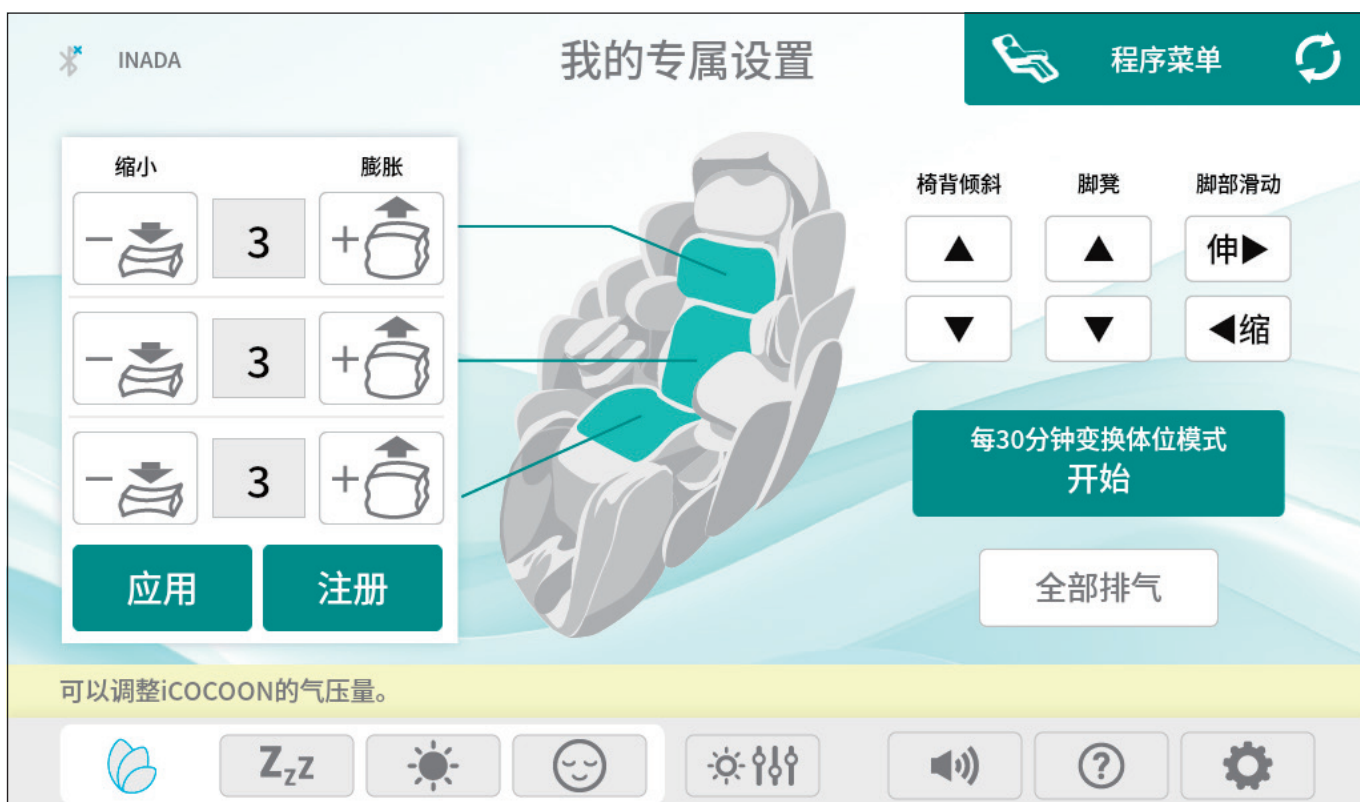 INADA
我的专属设置
程序菜单
缩小
膨胀
3
3
3
应用
注册
椅背倾斜
脚凳
脚部滑动
伸▶
◀缩
每30分钟变换体位模式
开始
全部排气
可以调整iCOCOON的气压量。
ZzZ